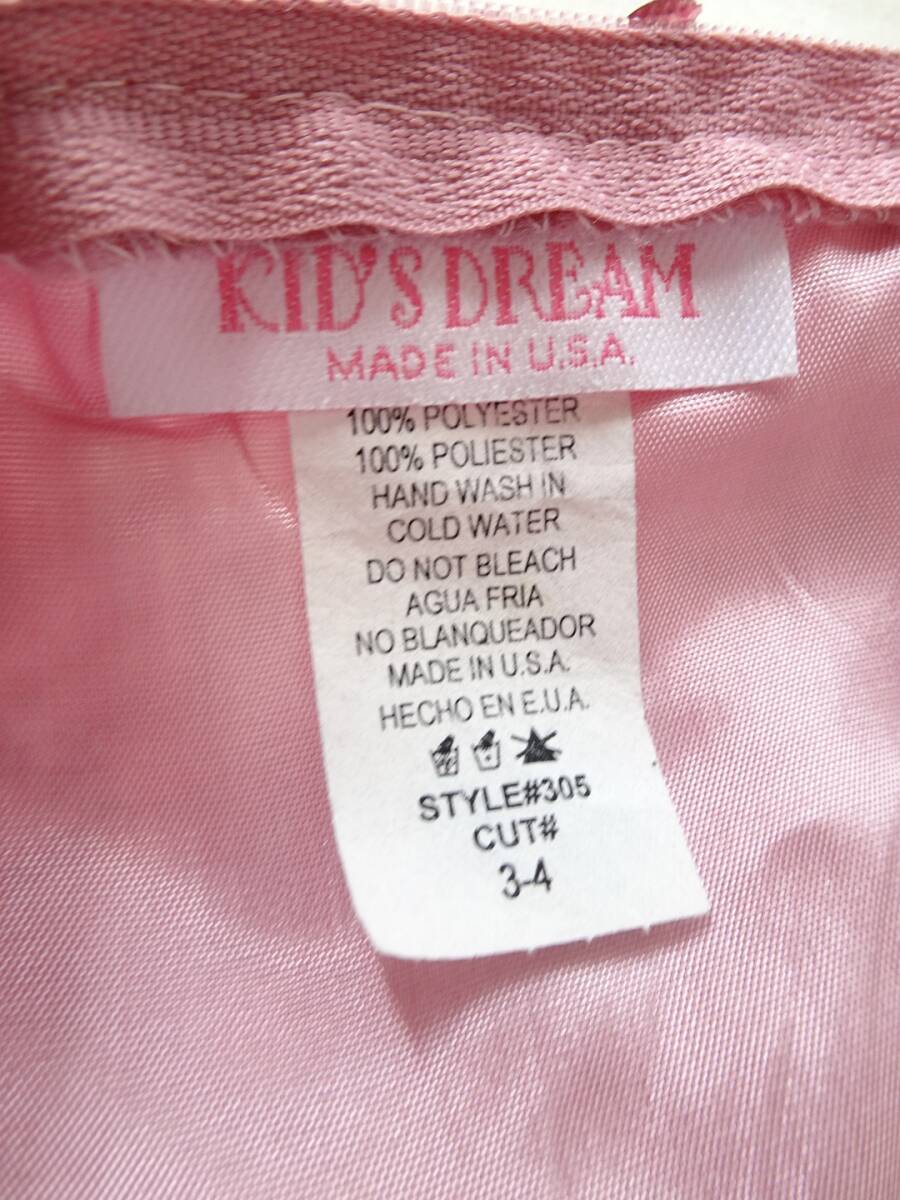 KID'S DREAM
MADE IN U.S.A.
100% POLYESTER
100% POLIESTER
HAND WASH IN
COLD WATER
DO NOT BLEACH
AGUA FRIA
NO BLANQUEADOR
MADE IN U.S.A.
HECHO EN E.U.A.
STYLE#305
CUT#
3-4